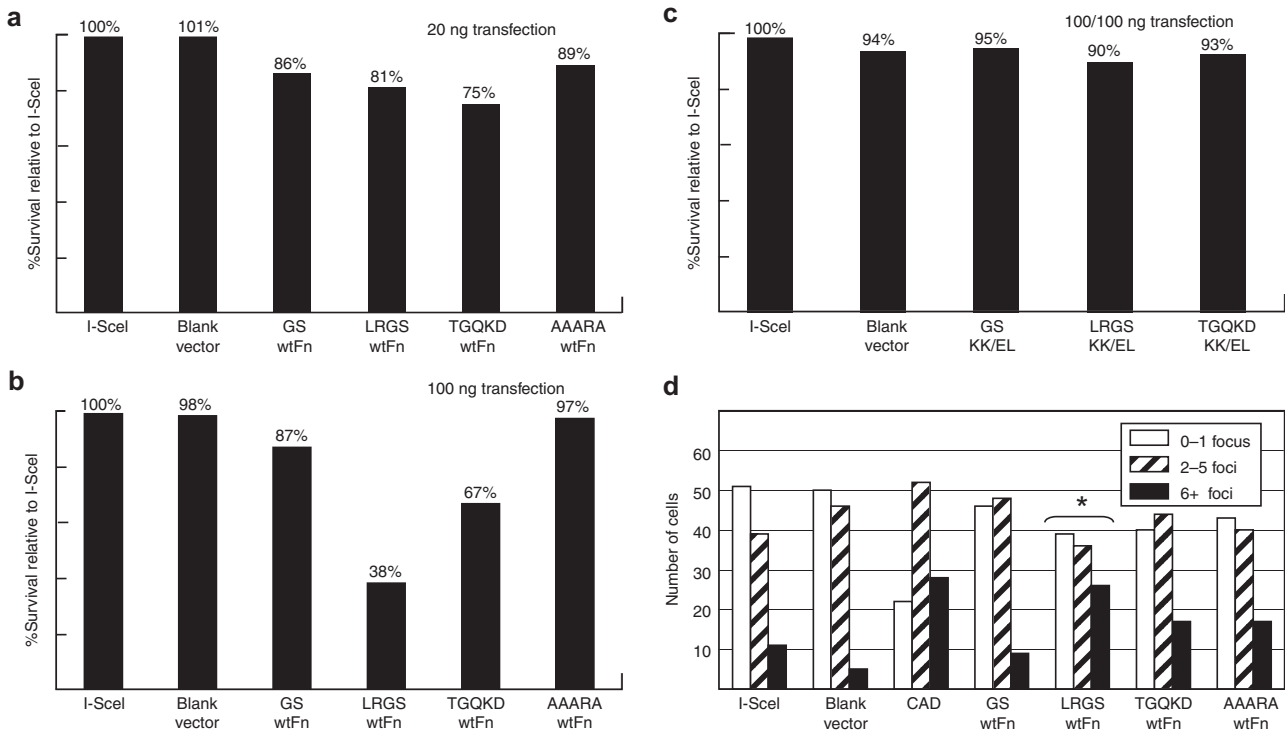 a
20 ng transfection
%Survival relative to I-SceI
100%
101%
86%
81%
75%
89%
I-SceI
Blank
vector
GS
wtFn
LRGS
wtFn
TGQKD
wtFn
AAARA
wtFn
b
100 ng transfection
%Survival relative to I-SceI
100%
98%
87%
38%
67%
97%
I-SceI
Blank
vector
GS
wtFn
LRGS
wtFn
TGQKD
wtFn
AAARA
wtFn
c
100/100 ng transfection
%Survival relative to I-SceI
100%
94%
95%
90%
93%
I-SceI
Blank
vector
GS
KK/EL
LRGS
KK/EL
TGQKD
KK/EL
d
Number of cells
60
50
40
30
20
10
0–1 focus
2–5 foci
6+ foci
*
I-SceI
Blank
vector
CAD
GS
wtFn
LRGS
wtFn
TGQKD
wtFn
AAARA
wtFn